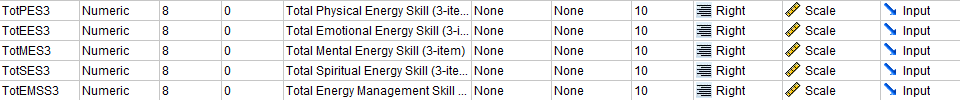 TotPES3 Numeric 8 0 Total Physical Energy Skill (3-ite... None None 10 Right Scale Input
TotEES3 Numeric 8 0 Total Emotional Energy Skill (3-i... None None 10 Right Scale Input
TotMES3 Numeric 8 0 Total Mental Energy Skill (3-item) None None 10 Right Scale Input
TotSES3 Numeric 8 0 Total Spiritual Energy Skill (3-ite... None None 10 Right Scale Input
TotEMSS3 Numeric 8 0 Total Energy Management Skill ... None None 10 Right Scale Input